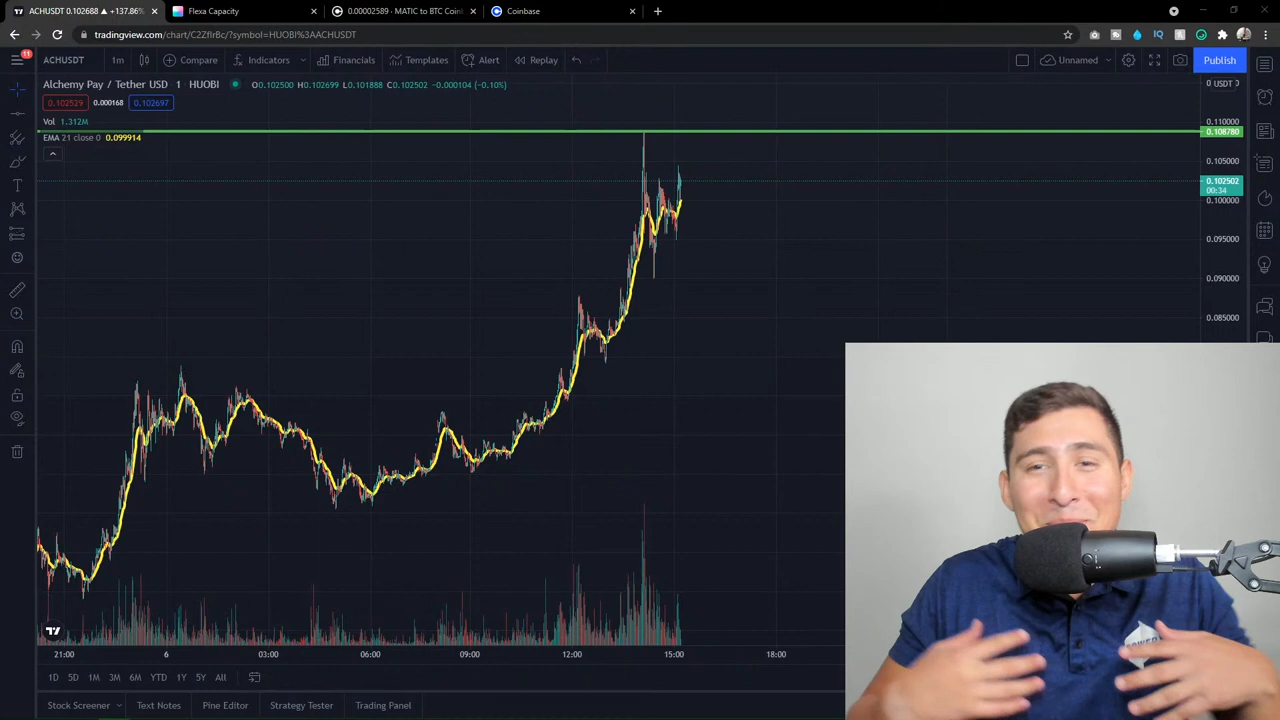 ACHUSDT 0.102688 ▲ +137.86%
Flexa Capacity
0.00002589 - MATIC to BTC Coinl
Coinbase
tradingview.com/chart/C2ZfIrBc/?symbol=HUOBI%3AACHUSDT
11
ACHUSDT
1m
Compare
Indicators
Financials
Templates
Alert
Replay
Unnamed
Publish
Alchemy Pay / Tether USD 1 · HUOBI
O0.102500 H0.102699 L0.101888 C0.102502 −0.000104 (−0.10%)
USDT
0.102529 0.000168 0.102697
Vol 1.312M
EMA 21 close 0 0.099914
0.110000
0.108780
0.105000
0.102502
00:34
0.100000
0.095000
0.090000
0.085000
21:00 6 03:00 06:00 09:00 12:00 15:00 18:00
1D 5D 1M 3M 6M YTD 1Y 5Y All
Stock Screener Text Notes Pine Editor Strategy Tester Trading Panel